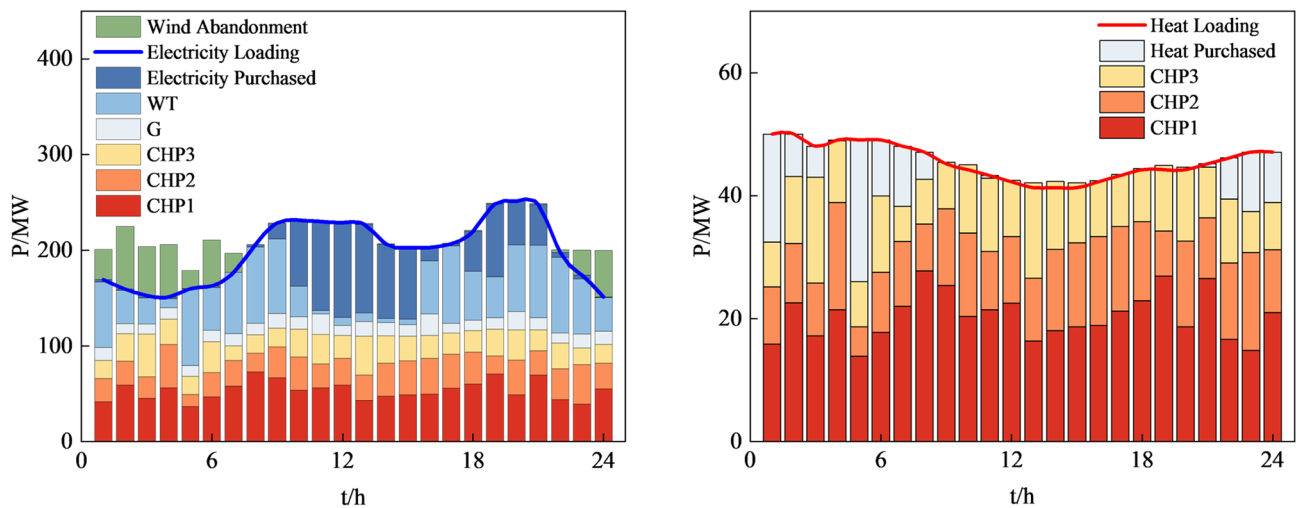 Wind Abandonment
Electricity Loading
Electricity Purchased
WT
G
CHP3
CHP2
CHP1
400
300
200
100
0
P/MW
0
6
12
18
24
t/h
Heat Loading
Heat Purchased
CHP3
CHP2
CHP1
60
40
20
0
P/MW
0
6
12
18
24
t/h